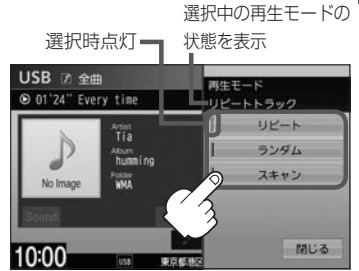 選択中の再生モードの
状態を表示
選択時点灯
USB 全曲
01'24" Every time
Artist
Tia
Album
humming
Folder
WMA
No Image
Sound
10:00
USB
東京都港区
再生モード
リピートトラック
リピート
ランダム
スキャン
閉じる